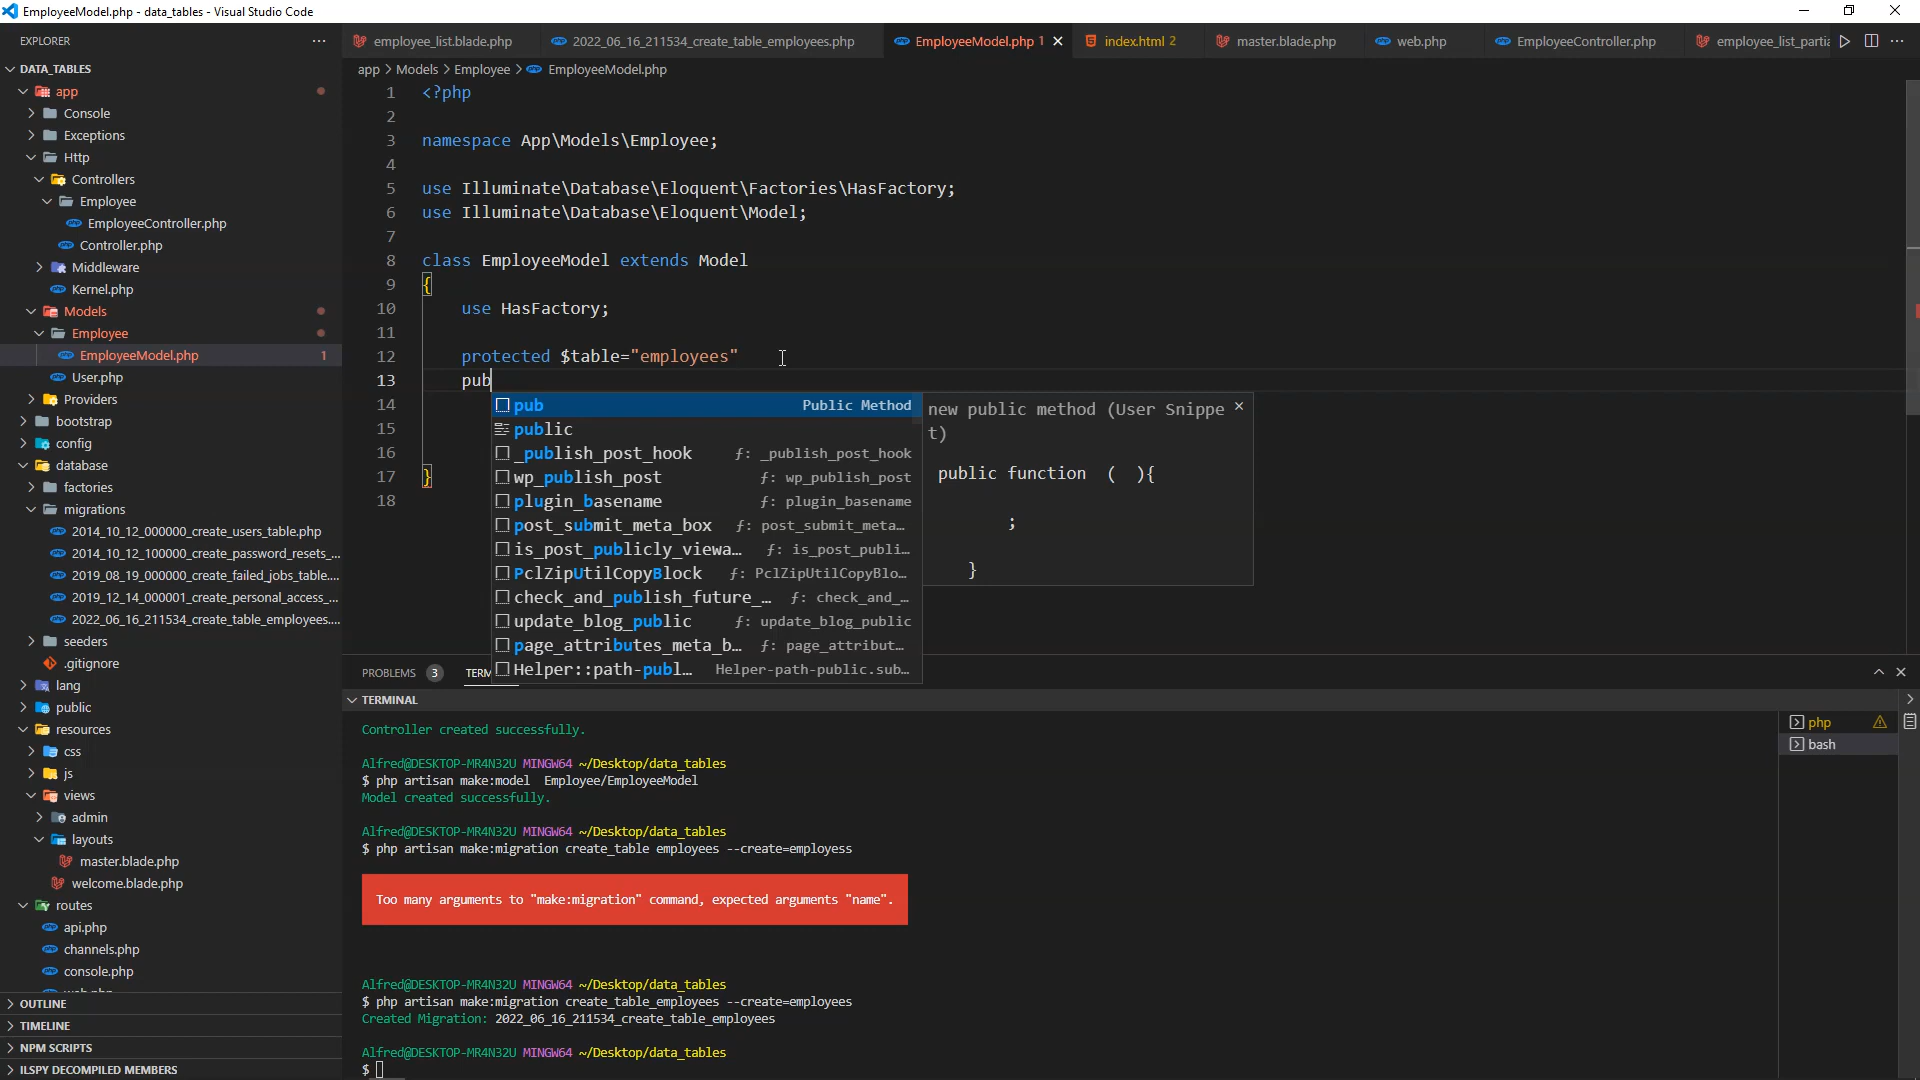 EmployeeModel.php - data_tables - Visual Studio Code
EXPLORER
employee_list.blade.php
2022_06_16_211534_create_table_employees.php
EmployeeModel.php 1
index.html 2
master.blade.php
web.php
EmployeeController.php
employee_list_partia
DATA_TABLES
app
Console
Exceptions
Http
Controllers
Employee
EmployeeController.php
Controller.php
Middleware
Kernel.php
Models
Employee
EmployeeModel.php 1
User.php
Providers
bootstrap
config
database
factories
migrations
2014_10_12_000000_create_users_table.php
2014_10_12_100000_create_password_resets_...
2019_08_19_000000_create_failed_jobs_table....
2019_12_14_000001_create_personal_access_...
2022_06_16_211534_create_table_employees....
seeders
.gitignore
lang
public
resources
css
js
views
admin
layouts
master.blade.php
welcome.blade.php
routes
api.php
channels.php
console.php
OUTLINE
TIMELINE
NPM SCRIPTS
ILSPY DECOMPILED MEMBERS
app > Models > Employee > EmployeeModel.php
1 <?php
2
3 namespace App\Models\Employee;
4
5 use Illuminate\Database\Eloquent\Factories\HasFactory;
6 use Illuminate\Database\Eloquent\Model;
7
8 class EmployeeModel extends Model
9 {
10 use HasFactory;
11
12 protected $table="employees"
13 pub
14
15
16
17 }
18
pub Public Method
public
_publish_post_hook ƒ: _publish_post_hook
wp_publish_post ƒ: wp_publish_post
plugin_basename ƒ: plugin_basename
post_submit_meta_box ƒ: post_submit_meta...
is_post_publicly_viewa... ƒ: is_post_publi...
PclZipUtilCopyBlock ƒ: PclZipUtilCopyBlo...
check_and_publish_future_... ƒ: check_and_...
update_blog_public ƒ: update_blog_public
page_attributes_meta_b... ƒ: page_attribut...
Helper::path-publ... Helper-path-public.sub...
new public method (User Snippe
t)
public function ( ){
;
}
PROBLEMS 3
TERM
TERMINAL
Controller created successfully.
Alfred@DESKTOP-MR4N32U MINGW64 ~/Desktop/data_tables
$ php artisan make:model Employee/EmployeeModel
Model created successfully.
Alfred@DESKTOP-MR4N32U MINGW64 ~/Desktop/data_tables
$ php artisan make:migration create_table employees --create=employess
Too many arguments to "make:migration" command, expected arguments "name".
Alfred@DESKTOP-MR4N32U MINGW64 ~/Desktop/data_tables
$ php artisan make:migration create_table_employees --create=employees
Created Migration: 2022_06_16_211534_create_table_employees
Alfred@DESKTOP-MR4N32U MINGW64 ~/Desktop/data_tables
$
php
bash